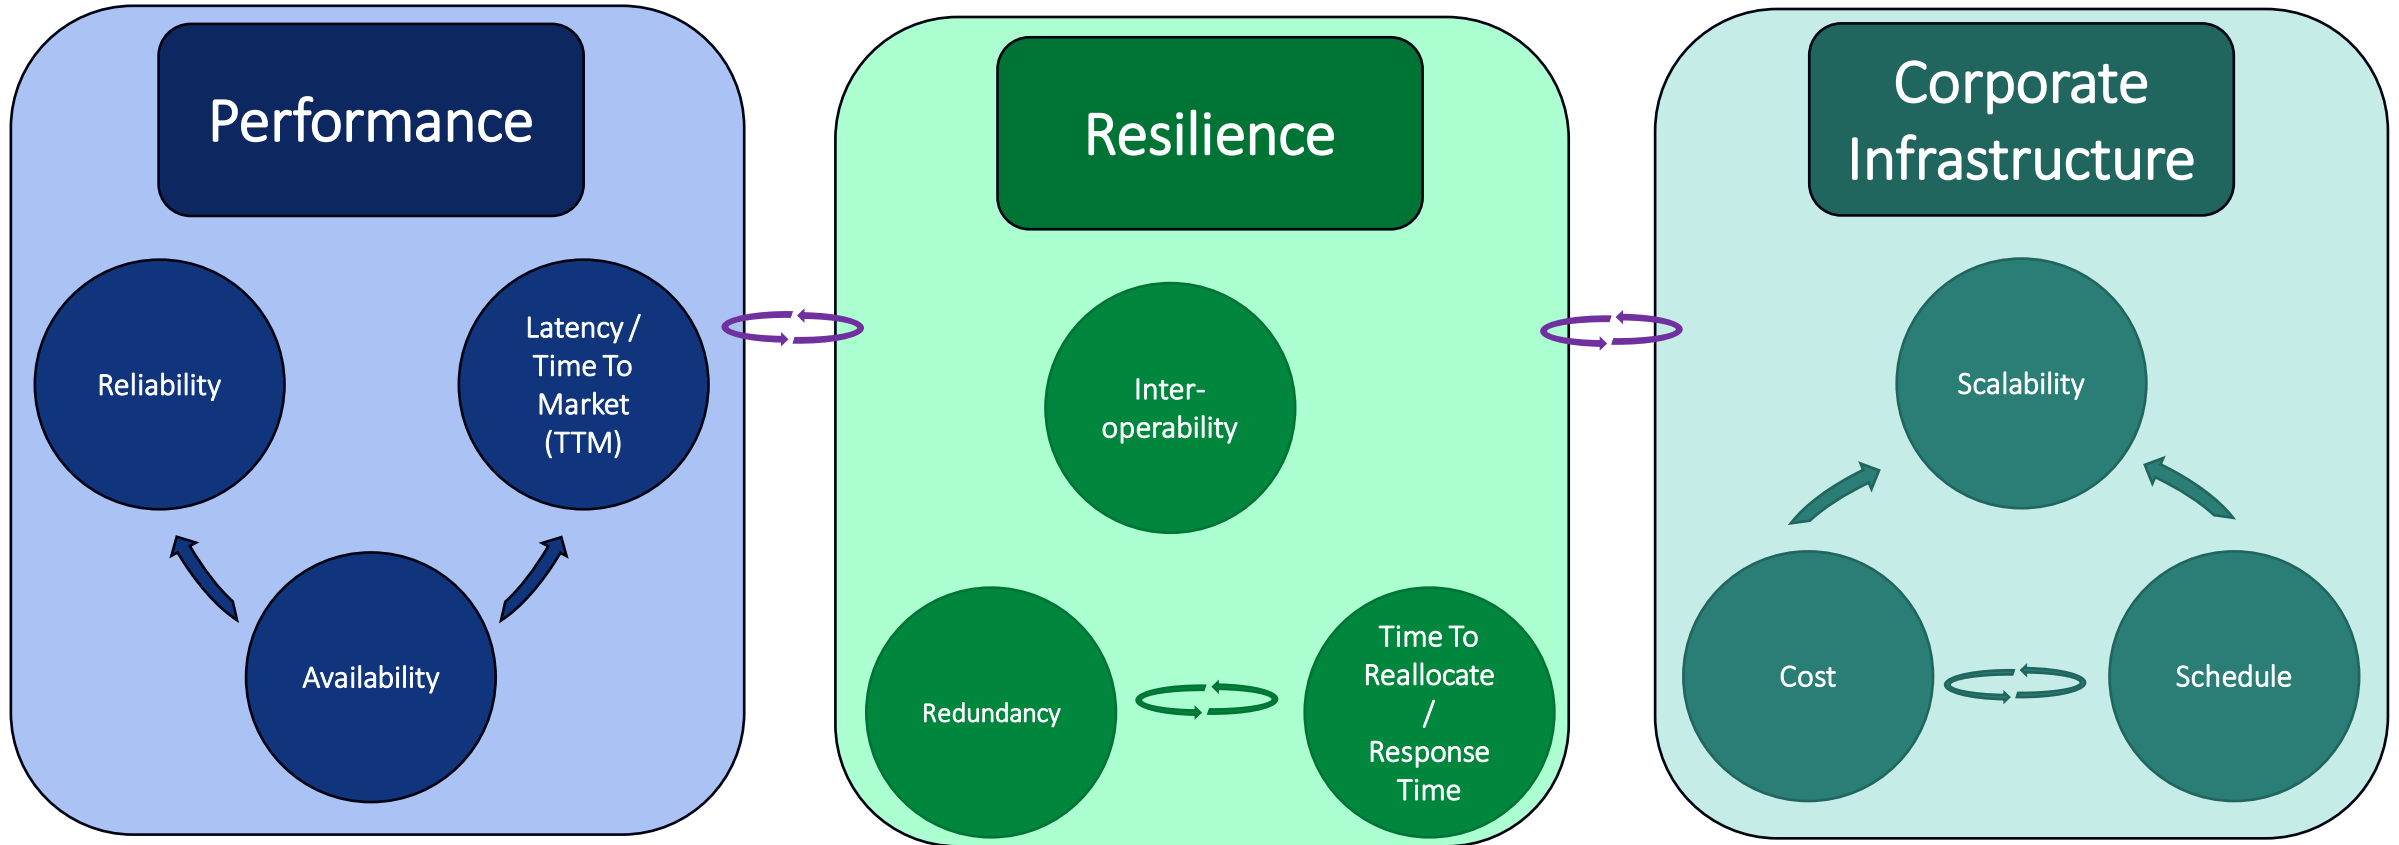 Performance
Reliability
Latency /
Time To
Market
(TTM)
Availability
Resilience
Inter-
operability
Redundancy
Time To
Reallocate
/
Response
Time
Corporate
Infrastructure
Scalability
Cost
Schedule